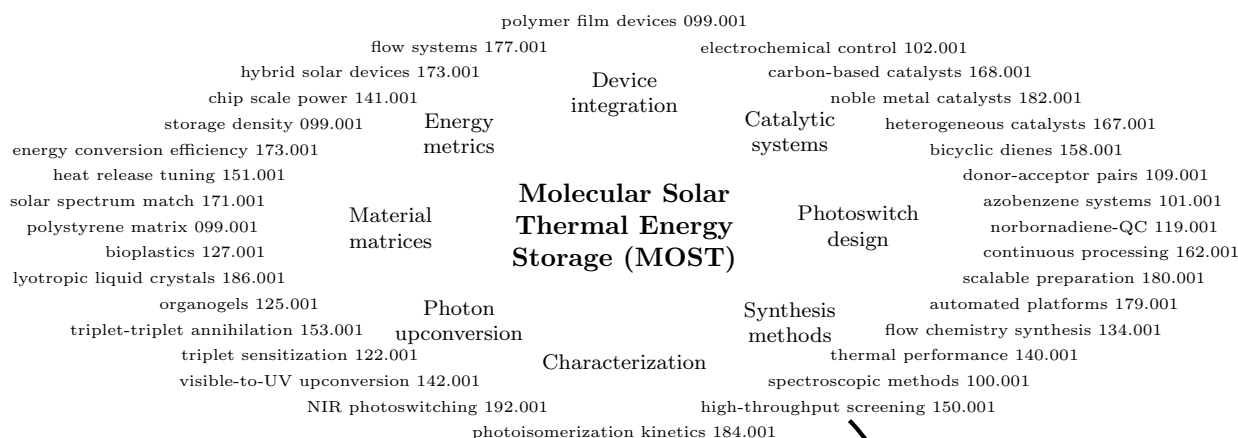 polymer film devices 099.001
flow systems 177.001
electrochemical control 102.001
hybrid solar devices 173.001
carbon-based catalysts 168.001
chip scale power 141.001
noble metal catalysts 182.001
storage density 099.001
heterogeneous catalysts 167.001
energy conversion efficiency 173.001
bicyclic dienes 158.001
heat release tuning 151.001
donor-acceptor pairs 109.001
solar spectrum match 171.001
azobenzene systems 101.001
polystyrene matrix 099.001
norbornadiene-QC 119.001
bioplastics 127.001
continuous processing 162.001
lyotropic liquid crystals 186.001
scalable preparation 180.001
organogels 125.001
automated platforms 179.001
triplet-triplet annihilation 153.001
flow chemistry synthesis 134.001
triplet sensitization 122.001
thermal performance 140.001
visible-to-UV upconversion 142.001
spectroscopic methods 100.001
NIR photoswitching 192.001
high-throughput screening 150.001
photoisomerization kinetics 184.001
Device
integration
Energy
metrics
Catalytic
systems
Material
matrices
Molecular Solar
Thermal Energy
Storage (MOST)
Photoswitch
design
Photon
upconversion
Synthesis
methods
Characterization